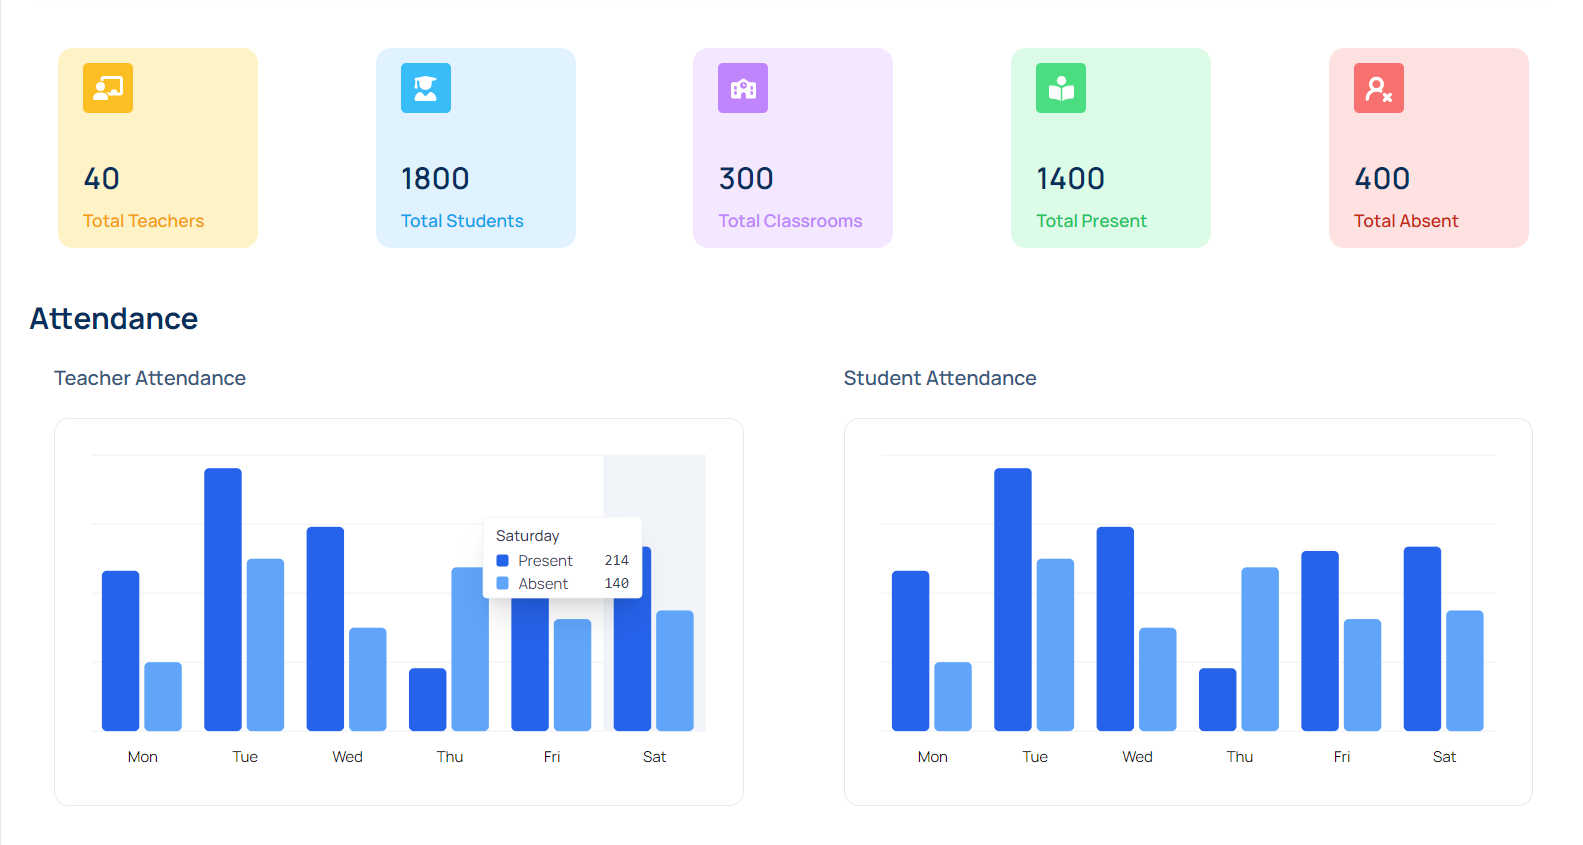 40
Total Teachers
1800
Total Students
300
Total Classrooms
1400
Total Present
400
Total Absent
Attendance
Teacher Attendance
Saturday
Present 214
Absent 140
Mon Tue Wed Thu Fri Sat
Student Attendance
Mon Tue Wed Thu Fri Sat